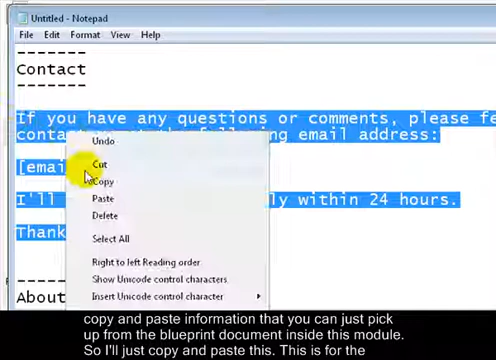 Untitled - Notepad
File Edit Format View Help
-------
Contact
-------
If you have any questions or comments, please fe
email address:
[emai
I'll
ly within 24 hours.
Thank
-------
About
Undo
Cut
Copy
Paste
Delete
Select All
Right to left Reading order
Show Unicode control characters
Insert Unicode control character
copy and paste information that you can just pick
up from the blueprint document inside this module.
So I'll just copy and paste this. This is for the